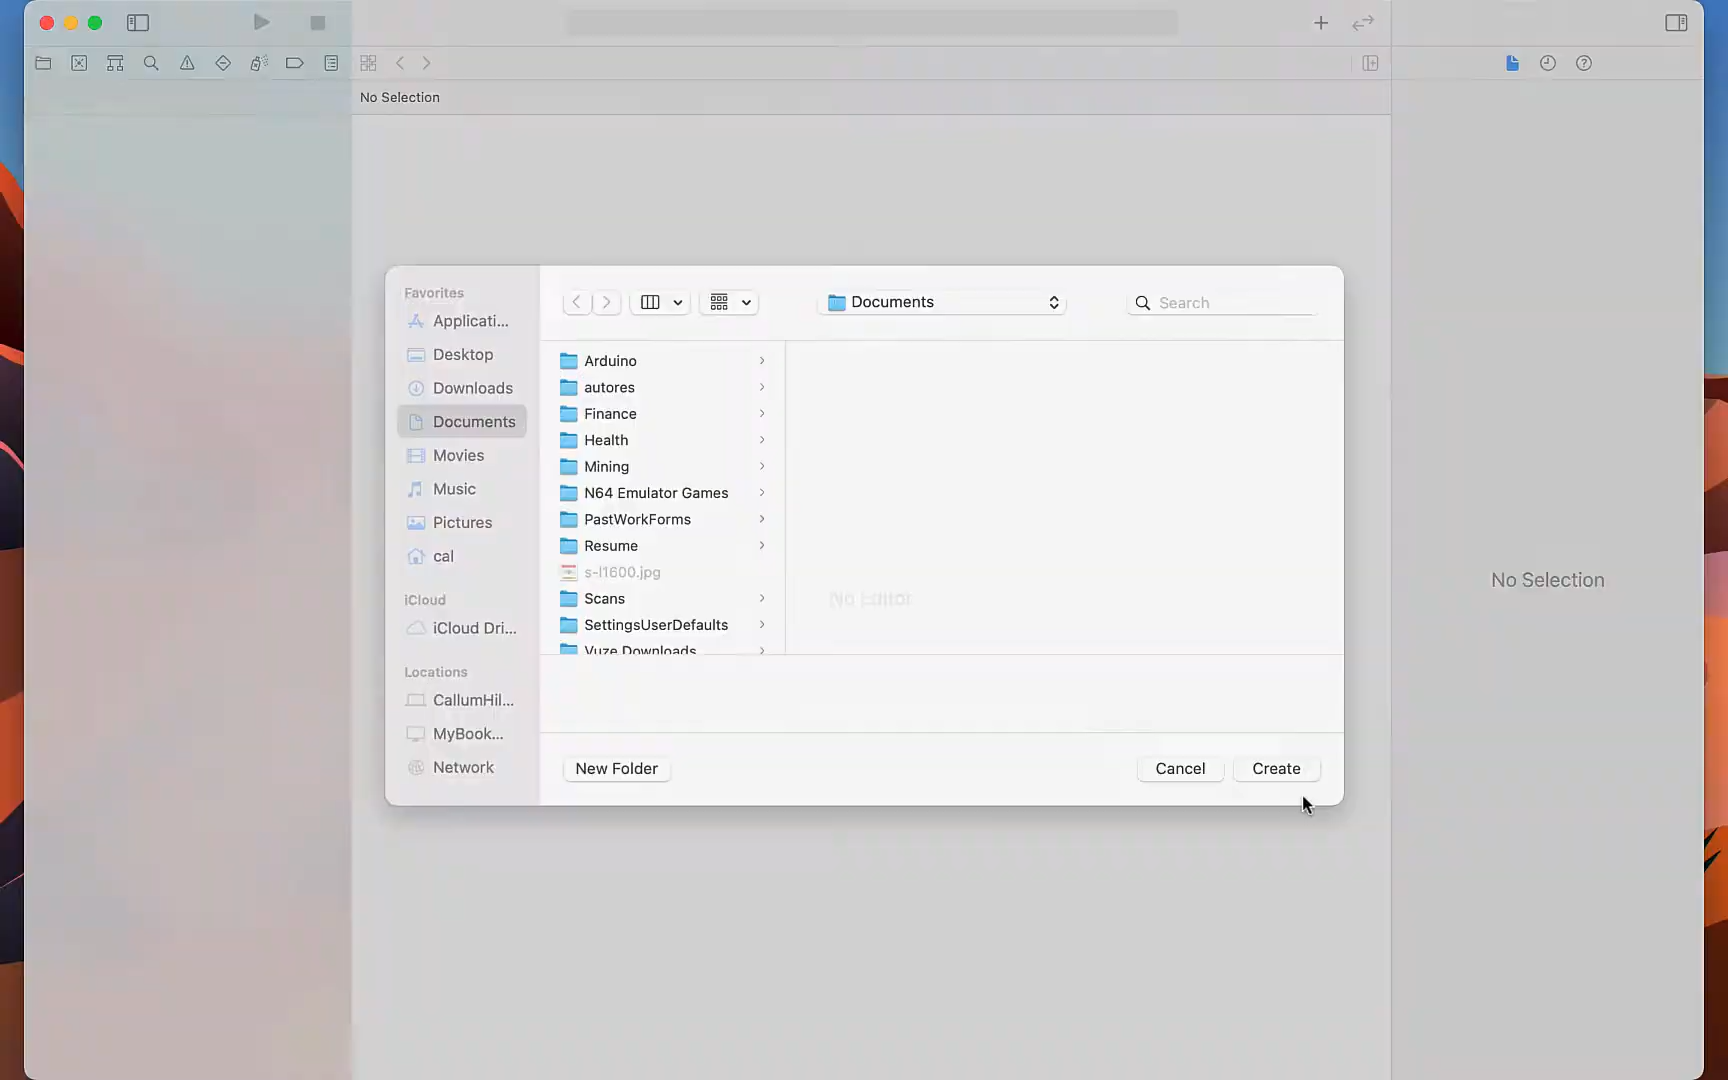 No Selection
Favorites
Applicati...
Desktop
Downloads
Documents
Movies
Music
Pictures
cal
iCloud
iCloud Dri...
Locations
CallumHil...
MyBook...
Network
Documents
Search
Arduino
autores
Finance
Health
Mining
N64 Emulator Games
PastWorkForms
Resume
s-l1600.jpg
Scans
SettingsUserDefaults
Vuze Downloads
No Editor
New Folder
Cancel
Create
No Selection